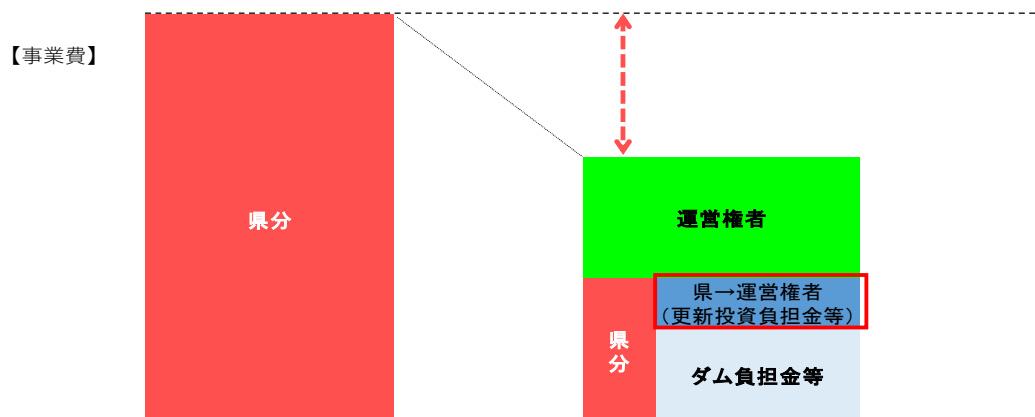 【事業費】
県分
運営権者
県→運営権者
（更新投資負担金等）
県
分
ダム負担金等